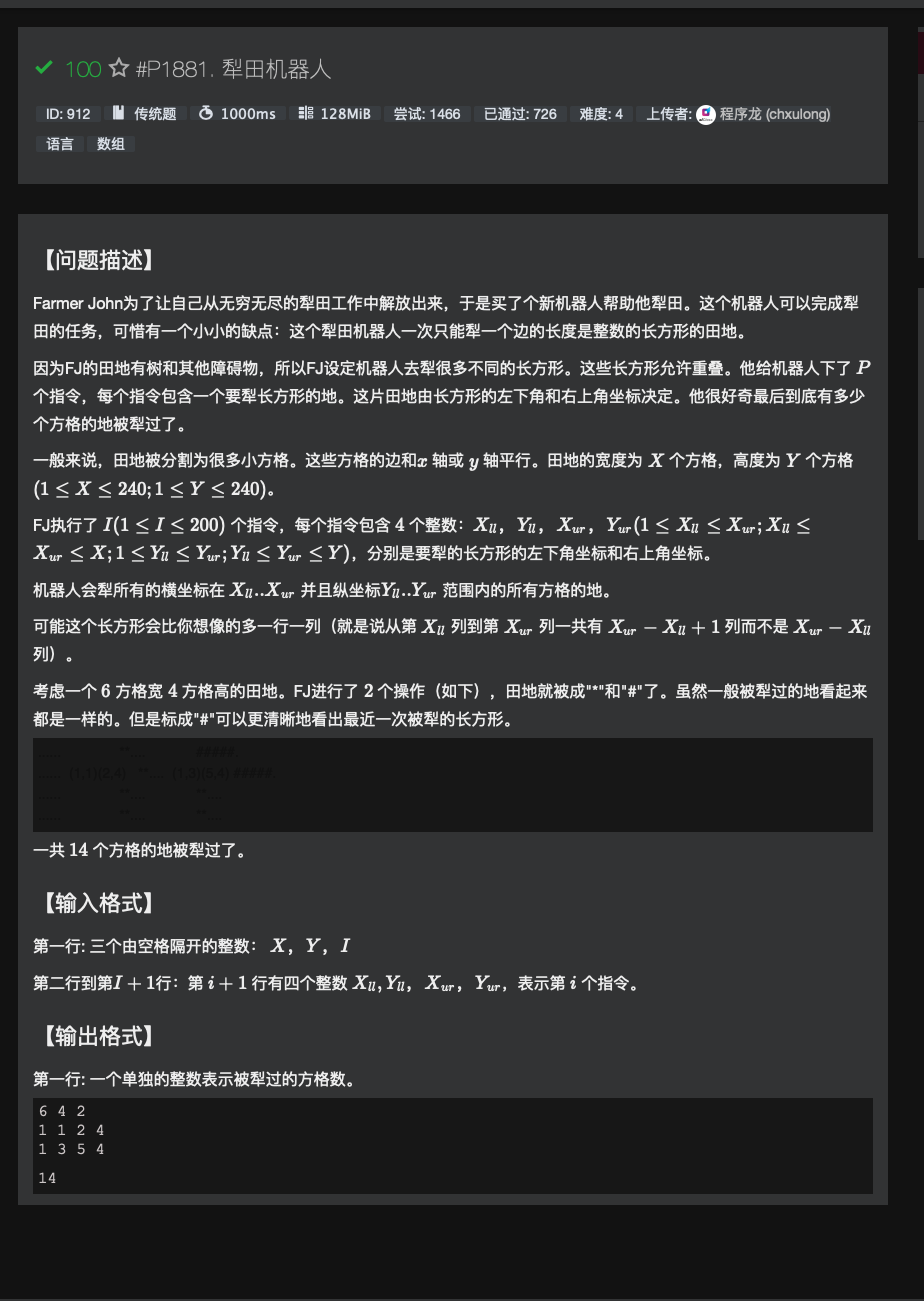 100 #P1881. 犁田机器人
ID: 912 传统题 1000ms 128MiB 尝试: 1466 已通过: 726 难度: 4 上传者: 程序龙 (chxulong)
语言 数组
【问题描述】
Farmer John为了让自己从无穷无尽的犁田工作中解放出来，于是买了个新机器人帮助他犁田。这个机器人可以完成犁
田的任务，可惜有一个小小的缺点：这个犁田机器人一次只能犁一个边的长度是整数的长方形的田地。
因为FJ的田地有树和其他障碍物，所以FJ设定机器人去犁很多不同的长方形。这些长方形允许重叠。他给机器人下了 P
个指令，每个指令包含一个要犁长方形的地。这片田地由长方形的左下角和右上角坐标决定。他很好奇最后到底有多少
个方格的地被犁过了。
一般来说，田地被分割为很多小方格。这些方格的边和x 轴或 y 轴平行。田地的宽度为 X 个方格，高度为 Y 个方格
(1 ≤ X ≤ 240; 1 ≤ Y ≤ 240)。
FJ执行了 I(1 ≤ I ≤ 200) 个指令，每个指令包含 4 个整数：X_{ll}，Y_{ll}，X_{ur}，Y_{ur}(1 ≤ X_{ll} ≤ X_{ur}; X_{ll} ≤
X_{ur} ≤ X; 1 ≤ Y_{ll} ≤ Y_{ur}; Y_{ll} ≤ Y_{ur} ≤ Y)，分别是要犁的长方形的左下角坐标和右上角坐标。
机器人会犁所有的横坐标在 X_{ll}..X_{ur} 并且纵坐标Y_{ll}..Y_{ur} 范围内的所有方格的地。
可能这个长方形会比你想像的多一行一列（就是说从第 X_{ll} 列到第 X_{ur} 列一共有 X_{ur} − X_{ll} + 1 列而不是 X_{ur} − X_{ll}
列）。
考虑一个 6 方格宽 4 方格高的田地。FJ进行了 2 个操作（如下），田地就被成"*"和"#"了。虽然一般被犁过的地看起来
都是一样的。但是标成"#"可以更清晰地看出最近一次被犁的长方形。
...... **.... #####.
...... (1,1)(2,4) **.... (1,3)(5,4) #####.
...... **.... **....
...... **.... **....
一共 14 个方格的地被犁过了。
【输入格式】
第一行: 三个由空格隔开的整数： X，Y，I
第二行到第I + 1行：第 i + 1 行有四个整数 X_{ll}, Y_{ll}，X_{ur}，Y_{ur}，表示第 i 个指令。
【输出格式】
第一行: 一个单独的整数表示被犁过的方格数。
6 4 2
1 1 2 4
1 3 5 4
14